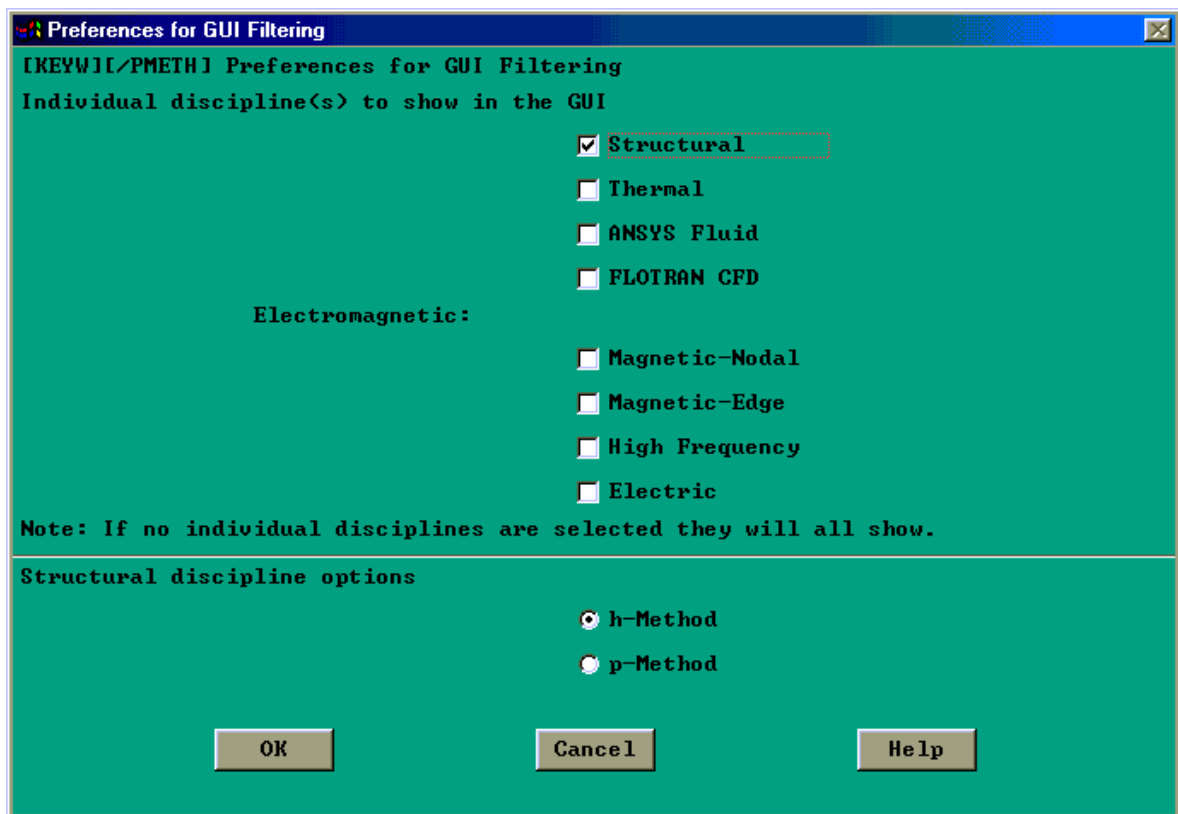 Preferences for GUI Filtering
[KEYW][/PMETH] Preferences for GUI Filtering
Individual discipline(s) to show in the GUI
Structural
Thermal
ANSYS Fluid
FLOTRAN CFD
Electromagnetic:
Magnetic-Nodal
Magnetic-Edge
High Frequency
Electric
Note: If no individual disciplines are selected they will all show.
Structural discipline options
h-Method
p-Method
OK Cancel Help